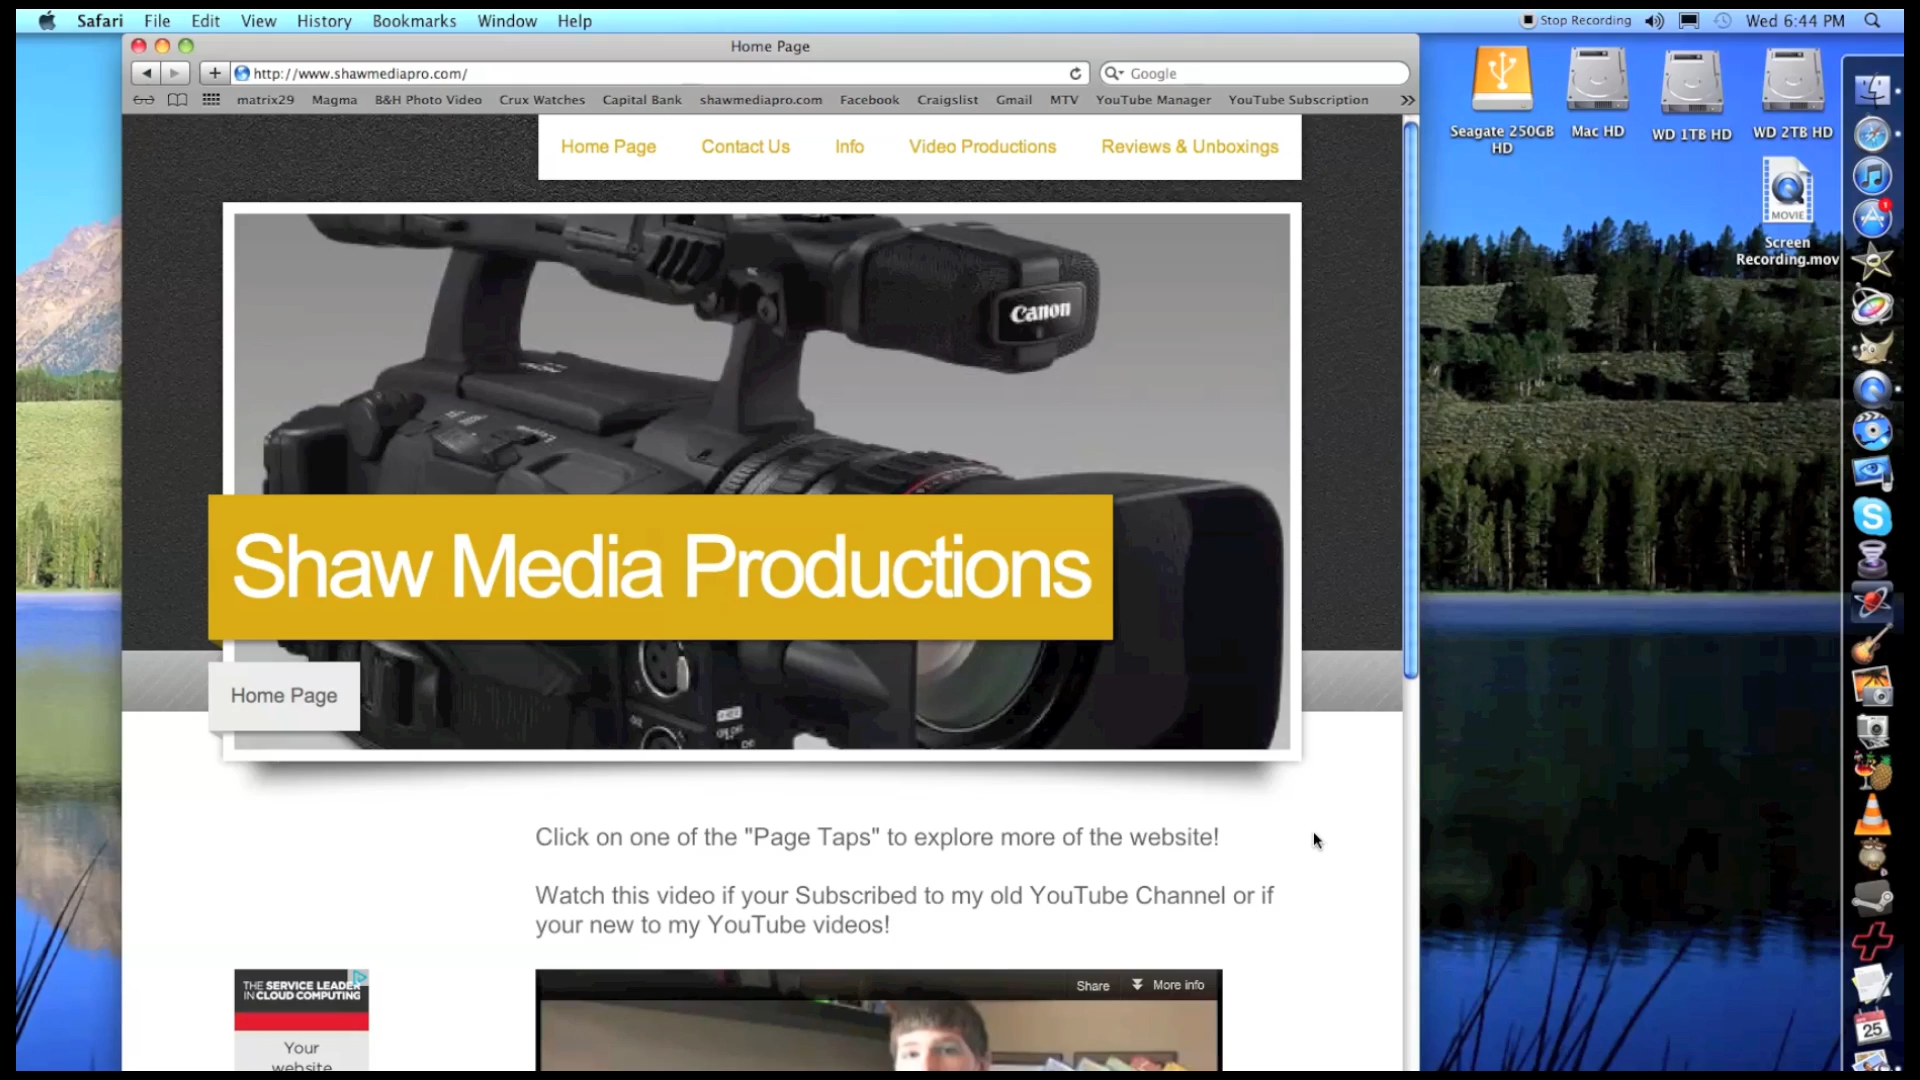 Safari File Edit View History Bookmarks Window Help
Stop Recording Wed 6:44 PM
Home Page
http://www.shawmediapro.com/
Google
matrix29 Magma B&H Photo Video Crux Watches Capital Bank shawmediapro.com Facebook Craigslist Gmail MTV YouTube Manager YouTube Subscription
Home Page Contact Us Info Video Productions Reviews & Unboxings
Seagate 250GB
HD
Mac HD
WD 1TB HD
WD 2TB HD
MOVIE
Screen
Recording.mov
Canon
Shaw Media Productions
Home Page
Click on one of the "Page Taps" to explore more of the website!
Watch this video if your Subscribed to my old YouTube Channel or if
your new to my YouTube videos!
THE SERVICE LEADER
IN CLOUD COMPUTING
Your
website
Share More info
1
S
25